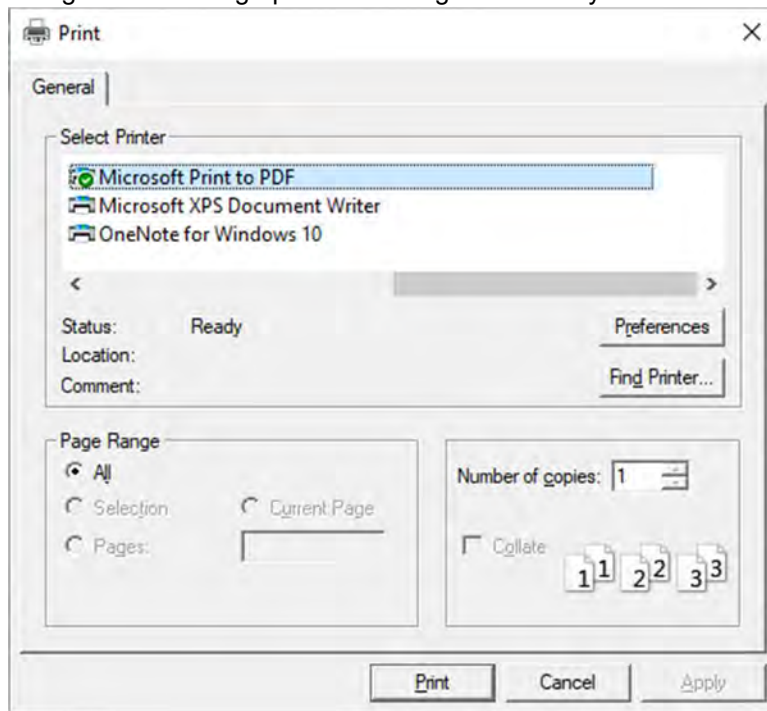 Print
General
Select Printer
Microsoft Print to PDF
Microsoft XPS Document Writer
OneNote for Windows 10
Status: Ready
Preferences
Location:
Comment:
Find Printer...
Page Range
All
Selection Current Page
Pages:
Number of copies: 1
Collate
1 1 2 2 3 3
Print Cancel Apply